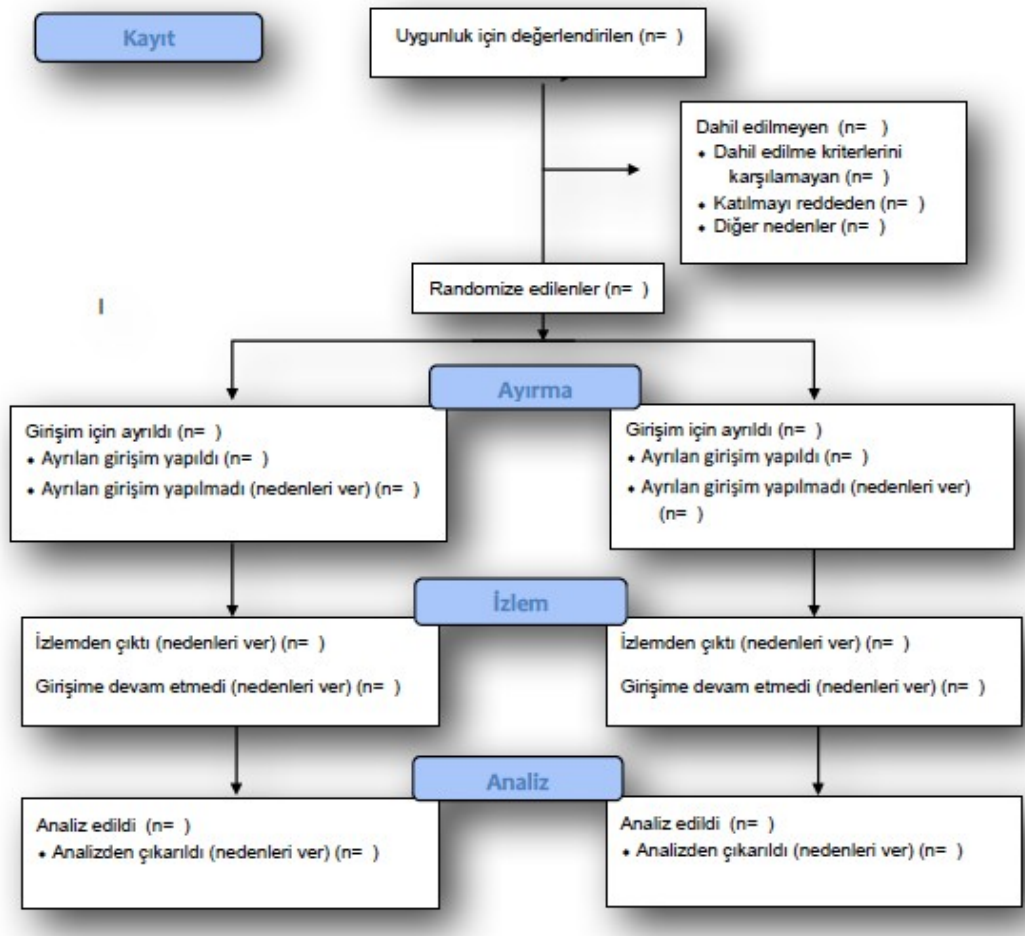 Kayıt
Uygunluk için değerlendirilen (n= )
Dahil edilmeyen (n= )
• Dahil edilme kriterlerini
karşılamayan (n= )
• Katılmayı reddeden (n= )
• Diğer nedenler (n= )
Randomize edilenler (n= )
I
Ayırma
Girişim için ayrıldı (n= )
• Ayrılan girişim yapıldı (n= )
• Ayrılan girişim yapılmadı (nedenleri ver) (n= )
Girişim için ayrıldı (n= )
• Ayrılan girişim yapıldı (n= )
• Ayrılan girişim yapılmadı (nedenleri ver)
(n= )
İzlem
İzlemden çıktı (nedenleri ver) (n= )
Girişime devam etmedi (nedenleri ver) (n= )
İzlemden çıktı (nedenleri ver) (n= )
Girişime devam etmedi (nedenleri ver) (n= )
Analiz
Analiz edildi (n= )
• Analizden çıkarıldı (nedenleri ver) (n= )
Analiz edildi (n= )
• Analizden çıkarıldı (nedenleri ver) (n= )